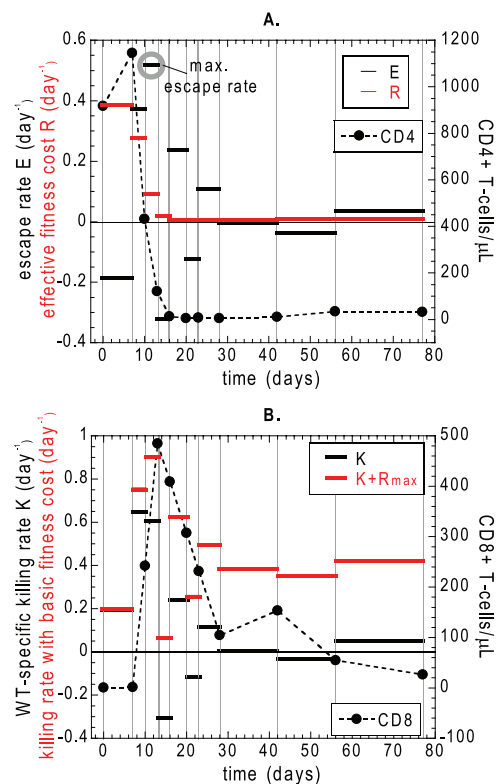 A.
0.6
0.4
0.2
0
-0.2
-0.4
escape rate E (day⁻¹)
effective fitness cost R (day⁻¹)
max.
escape rate
E
R
CD4
1200
1000
800
600
400
200
0
CD4+ T-cells/µL
0 10 20 30 40 50 60 70 80
time (days)
B.
1
0.8
0.6
0.4
0.2
0
-0.2
-0.4
WT-specific killing rate K (day⁻¹)
killing rate with basic fitness cost (day⁻¹)
K
K+Rmax
CD8
500
400
300
200
100
0
-100
CD8+ T-cells/µL
0 10 20 30 40 50 60 70 80
time (days)